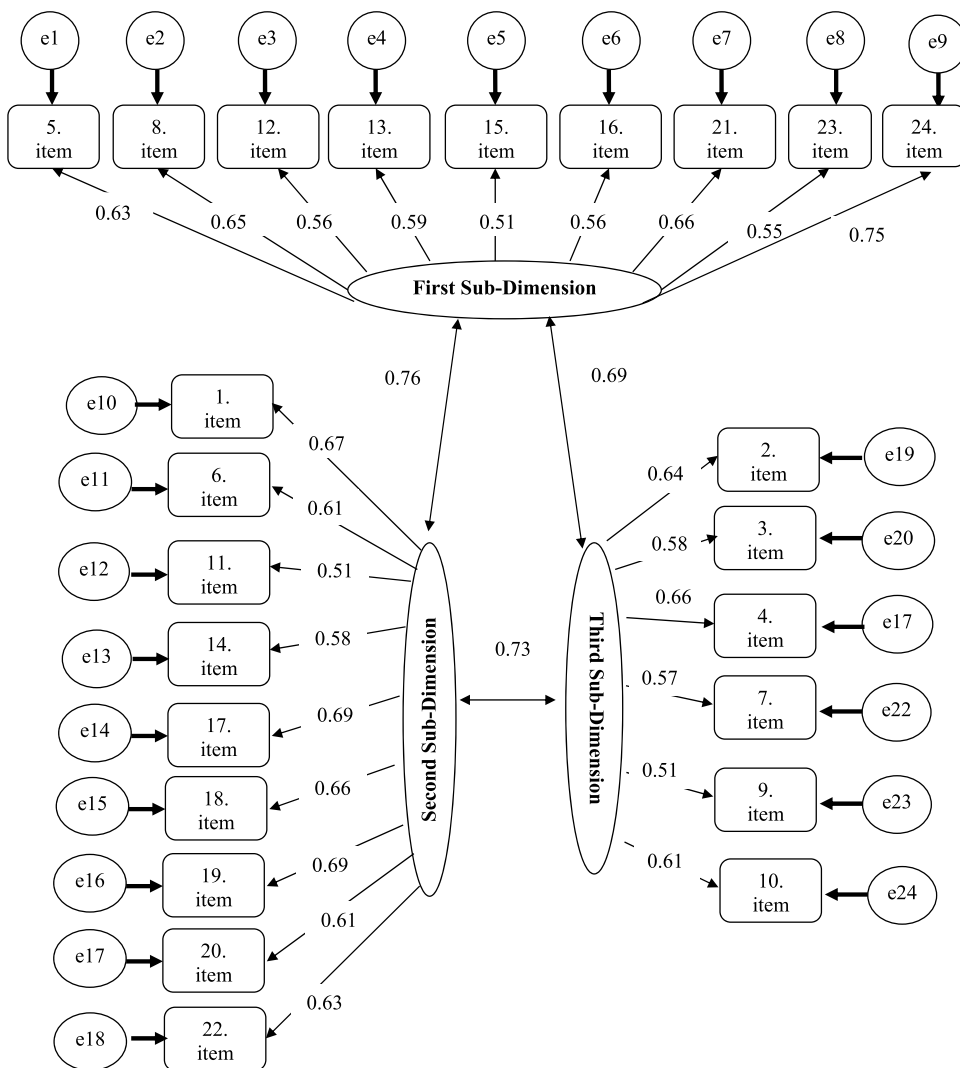 e1
e2
e3
e4
e5
e6
e7
e8
e9
5.
item
8.
item
12.
item
13.
item
15.
item
16.
item
21.
item
23.
item
24.
item
0.63
0.65
0.56
0.59
0.51
0.56
0.66
0.55
0.75
First Sub-Dimension
0.76
0.69
e10
1.
item
0.67
e11
6.
item
0.61
e12
11.
item
0.51
e13
14.
item
0.58
e14
17.
item
0.69
e15
18.
item
0.66
e16
19.
item
0.69
e17
20.
item
0.61
e18
22.
item
0.63
Second Sub-Dimension
0.73
Third Sub-Dimension
0.64
2.
item
e19
0.58
3.
item
e20
0.66
4.
item
e17
0.57
7.
item
e22
0.51
9.
item
e23
0.61
10.
item
e24